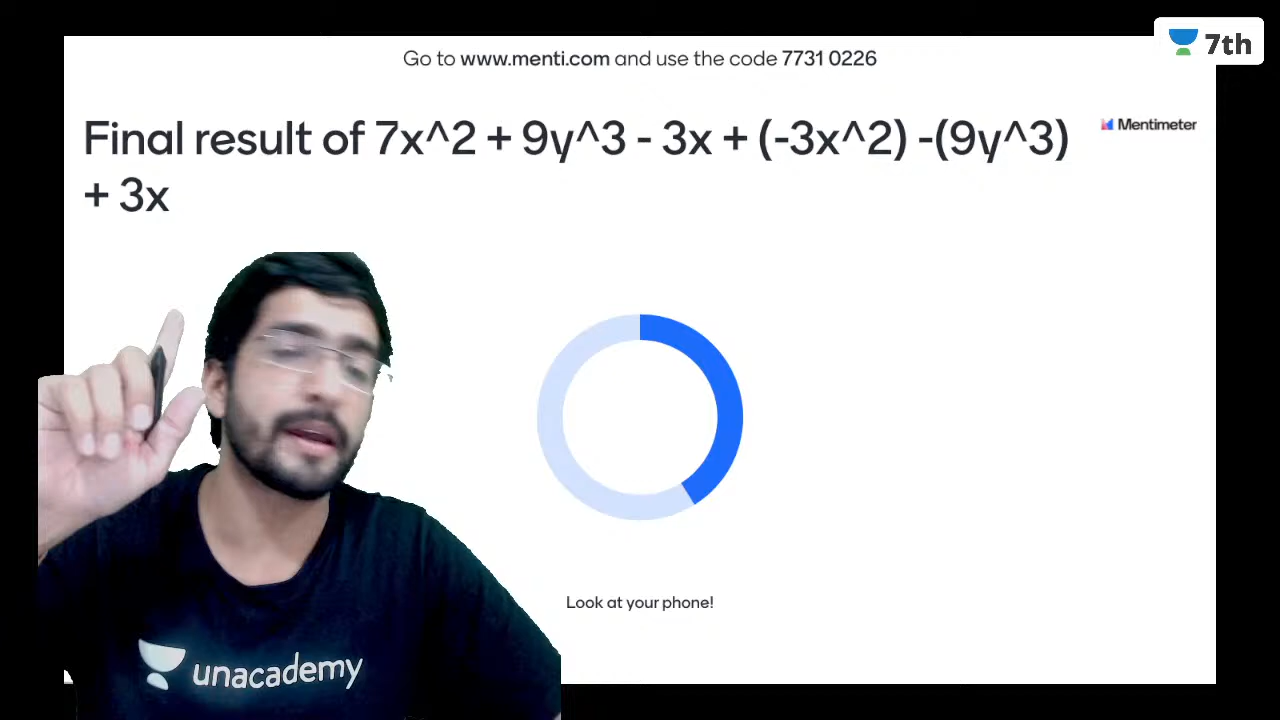 7th
Go to www.menti.com and use the code 7731 0226
Final result of 7x^2 + 9y^3 - 3x + (-3x^2) -(9y^3)
+ 3x
Mentimeter
Look at your phone!
unacademy